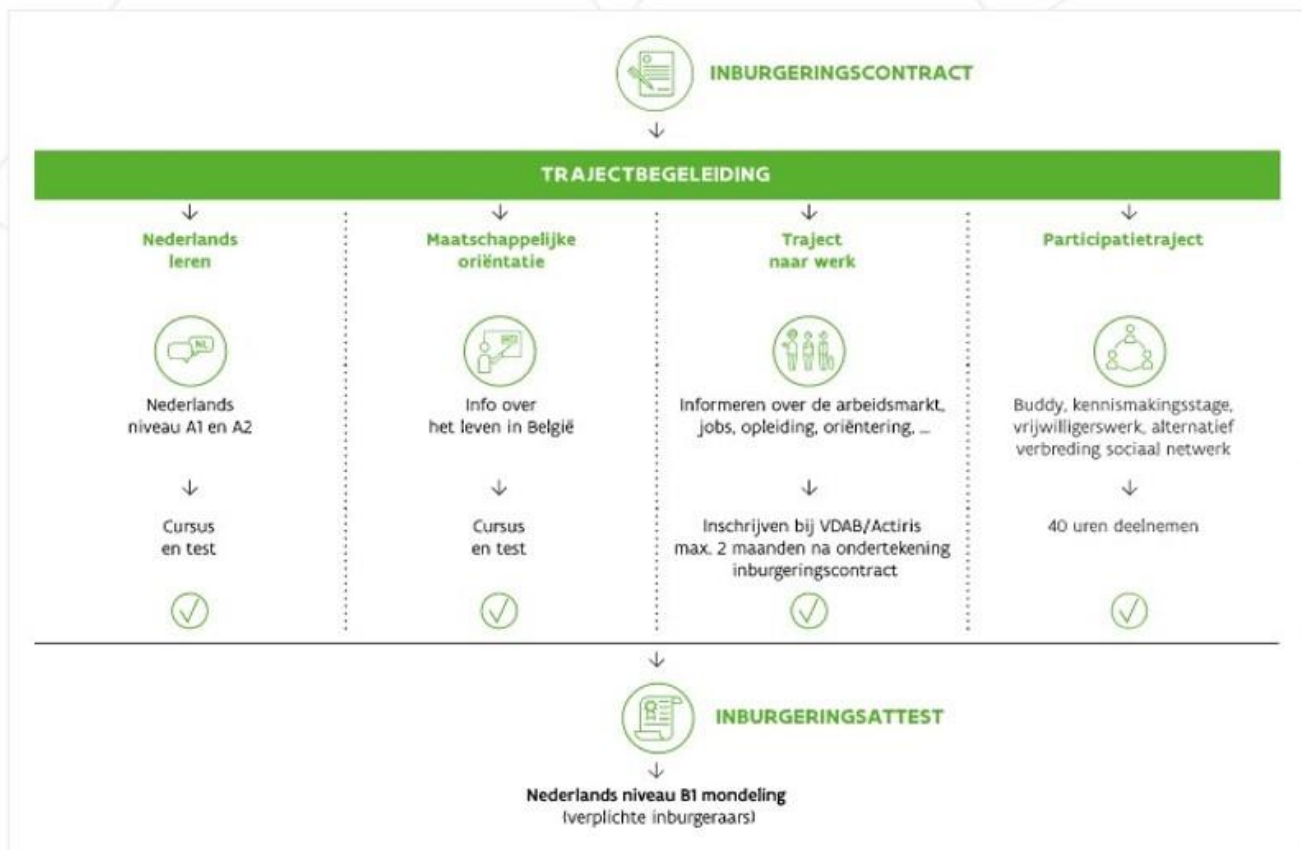 INBURGERINGSCONTRACT
TRAJECTBEGELEIDING
Nederlands
leren
NL
Nederlands
niveau A1 en A2
Cursus
en test
Maatschappelijke
oriëntatie
Info over
het leven in België
Cursus
en test
Traject
naar werk
Informeren over de arbeidsmarkt,
jobs, opleiding, oriëntering, ...
Inschrijven bij VDAB/Actiris
max. 2 maanden na ondertekening
inburgeringscontract
Participatietraject
Buddy, kennismakingsstage,
vrijwilligerswerk, alternatief
verbreding sociaal netwerk
40 uren deelnemen
INBURGERINGSATTEST
Nederlands niveau B1 mondeling
(verplichte inburgeraars)